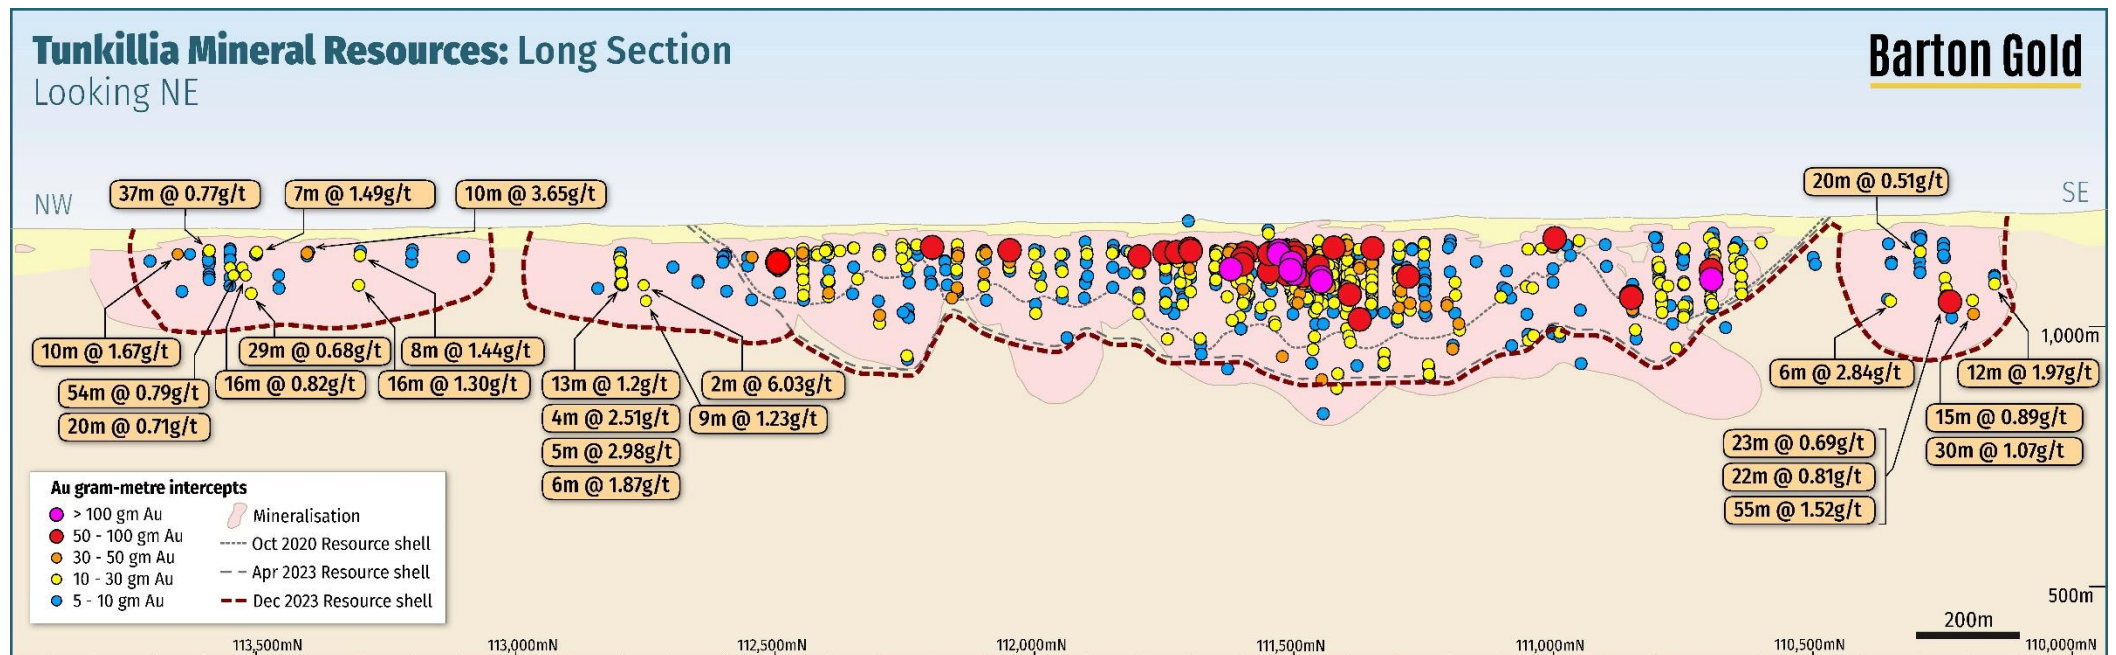 Tunkillia Mineral Resources: Long Section
Looking NE
Barton Gold
NW
SE
37m @ 0.77g/t
7m @ 1.49g/t
10m @ 3.65g/t
20m @ 0.51g/t
1,000m
10m @ 1.67g/t
29m @ 0.68g/t
8m @ 1.44g/t
54m @ 0.79g/t
16m @ 0.82g/t
16m @ 1.30g/t
20m @ 0.71g/t
13m @ 1.2g/t
2m @ 6.03g/t
4m @ 2.51g/t
9m @ 1.23g/t
5m @ 2.98g/t
6m @ 1.87g/t
6m @ 2.84g/t
12m @ 1.97g/t
15m @ 0.89g/t
30m @ 1.07g/t
23m @ 0.69g/t
22m @ 0.81g/t
55m @ 1.52g/t
Au gram-metre intercepts
> 100 gm Au
50 - 100 gm Au
30 - 50 gm Au
10 - 30 gm Au
5 - 10 gm Au
Mineralisation
Oct 2020 Resource shell
Apr 2023 Resource shell
Dec 2023 Resource shell
500m
200m
113,500mN
113,000mN
112,500mN
112,000mN
111,500mN
111,000mN
110,500mN
110,000mN